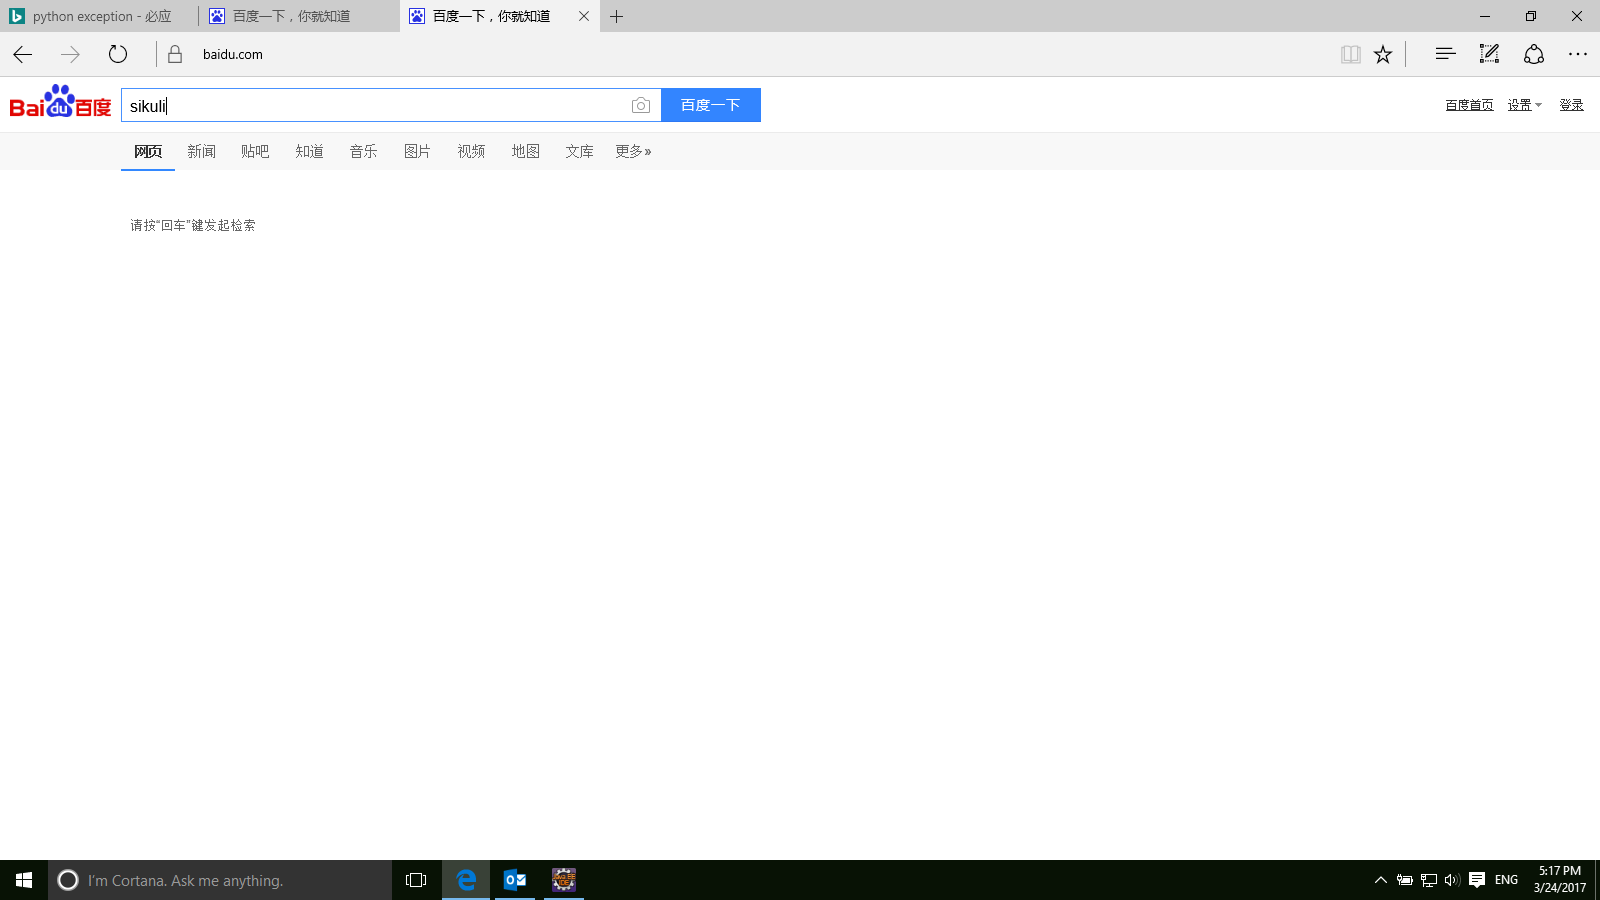 python exception - 必应
百度一下，你就知道
百度一下，你就知道
baidu.com
Bai du 百度
sikuli
百度一下
百度首页 设置 登录
网页 新闻 贴吧 知道 音乐 图片 视频 地图 文库 更多»
请按“回车”键发起检索
I'm Cortana. Ask me anything.
ENG
5:17 PM
3/24/2017